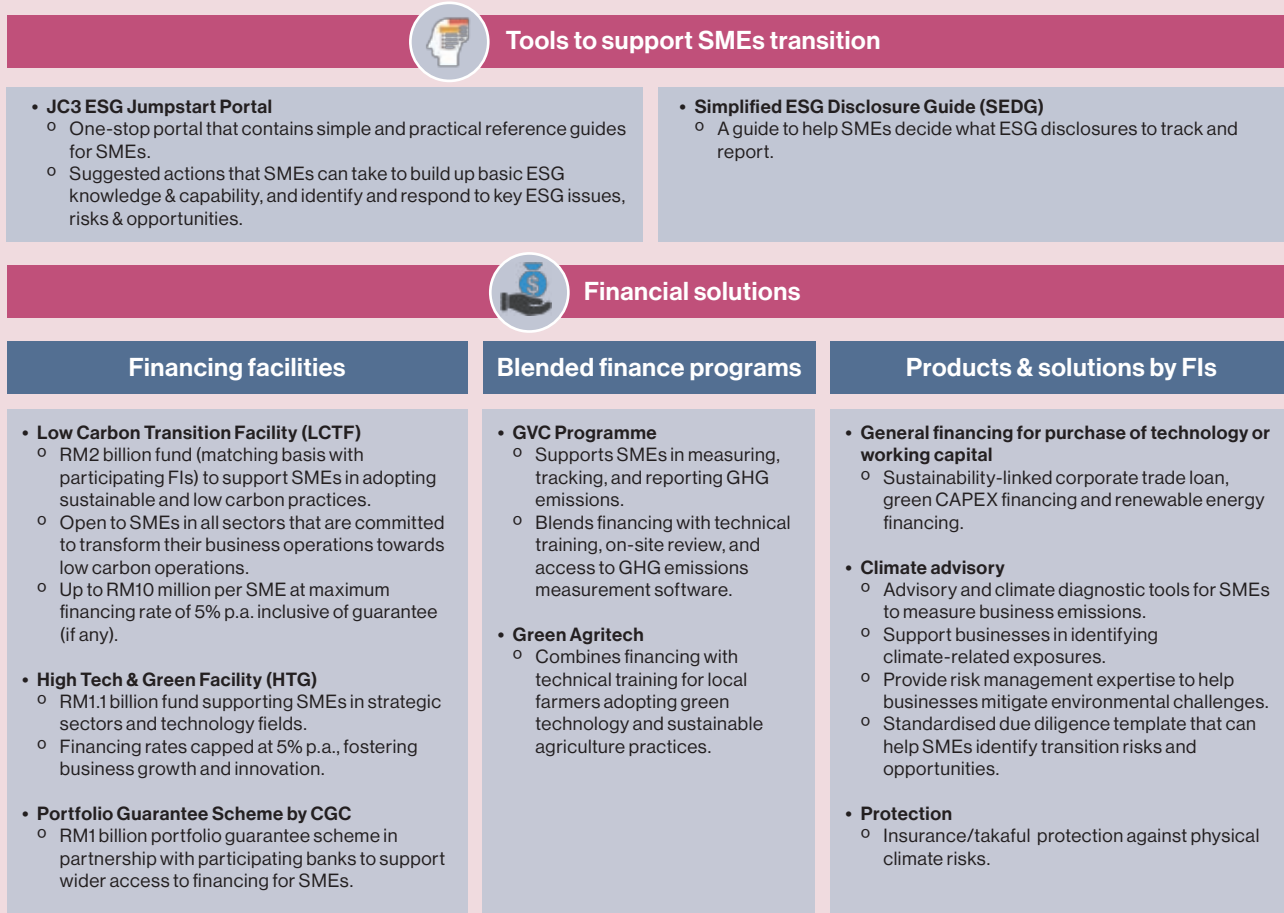 Tools to support SMEs transition
• JC3 ESG Jumpstart Portal
o One-stop portal that contains simple and practical reference guides
for SMEs.
o Suggested actions that SMEs can take to build up basic ESG
knowledge & capability, and identify and respond to key ESG issues,
risks & opportunities.
• Simplified ESG Disclosure Guide (SEDG)
o A guide to help SMEs decide what ESG disclosures to track and
report.
$
Financial solutions
Financing facilities
• Low Carbon Transition Facility (LCTF)
o RM2 billion fund (matching basis with
participating FIs) to support SMEs in adopting
sustainable and low carbon practices.
o Open to SMEs in all sectors that are committed
to transform their business operations towards
low carbon operations.
o Up to RM10 million per SME at maximum
financing rate of 5% p.a. inclusive of guarantee
(if any).
• High Tech & Green Facility (HTG)
o RM1.1 billion fund supporting SMEs in strategic
sectors and technology fields.
o Financing rates capped at 5% p.a., fostering
business growth and innovation.
• Portfolio Guarantee Scheme by CGC
o RM1 billion portfolio guarantee scheme in
partnership with participating banks to support
wider access to financing for SMEs.
Blended finance programs
• GVC Programme
o Supports SMEs in measuring,
tracking, and reporting GHG
emissions.
o Blends financing with technical
training, on-site review, and
access to GHG emissions
measurement software.
• Green Agritech
o Combines financing with
technical training for local
farmers adopting green
technology and sustainable
agriculture practices.
Products & solutions by FIs
• General financing for purchase of technology or
working capital
o Sustainability-linked corporate trade loan,
green CAPEX financing and renewable energy
financing.
• Climate advisory
o Advisory and climate diagnostic tools for SMEs
to measure business emissions.
o Support businesses in identifying
climate-related exposures.
o Provide risk management expertise to help
businesses mitigate environmental challenges.
o Standardised due diligence template that can
help SMEs identify transition risks and
opportunities.
• Protection
o Insurance/takaful protection against physical
climate risks.